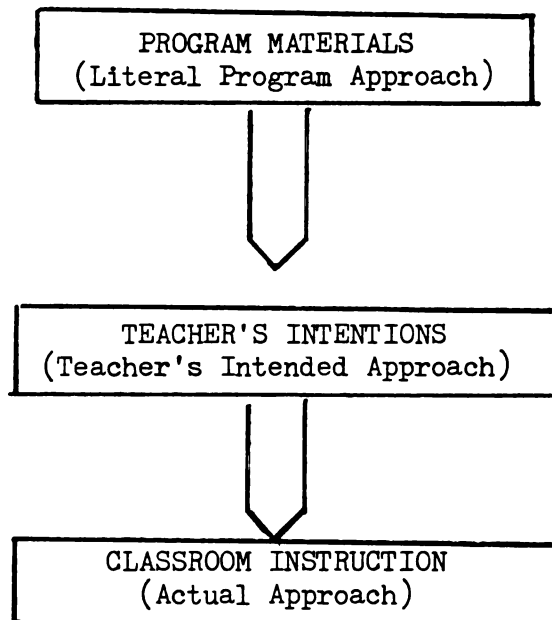 PROGRAM MATERIALS
(Literal Program Approach)
TEACHER'S INTENTIONS
(Teacher's Intended Approach)
CLASSROOM INSTRUCTION
(Actual Approach)